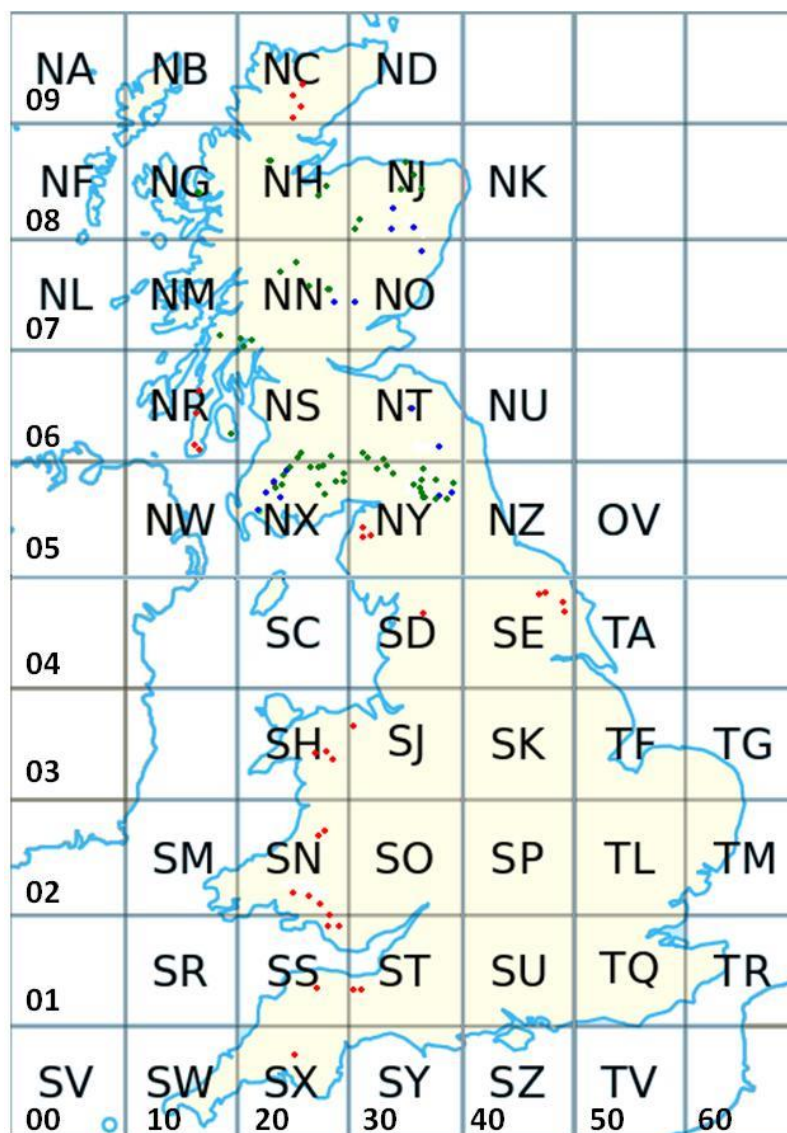 NA NB NC ND
09
NF NG NH NJ NK
08
NL NM NN NO
07
NR NS NT NU
06
NW NX NY NZ OV
05
SC SD SE TA
04
SH SJ SK TF TG
03
SM SN SO SP TL TM
02
SR SS ST SU TQ TR
01
SV SW SX SY SZ TV
00 10 20 30 40 50 60